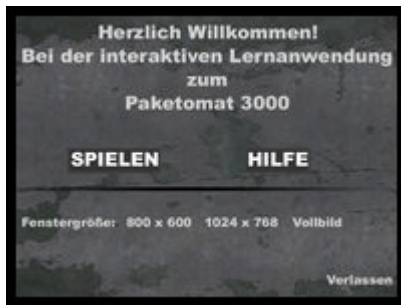 Herzlich Willkommen!
Bei der interaktiven Lernanwendung
zum
Paketomat 3000
SPIELEN HILFE
Fenstergröße: 800 x 600 1024 x 768 Vollbild
Verlassen